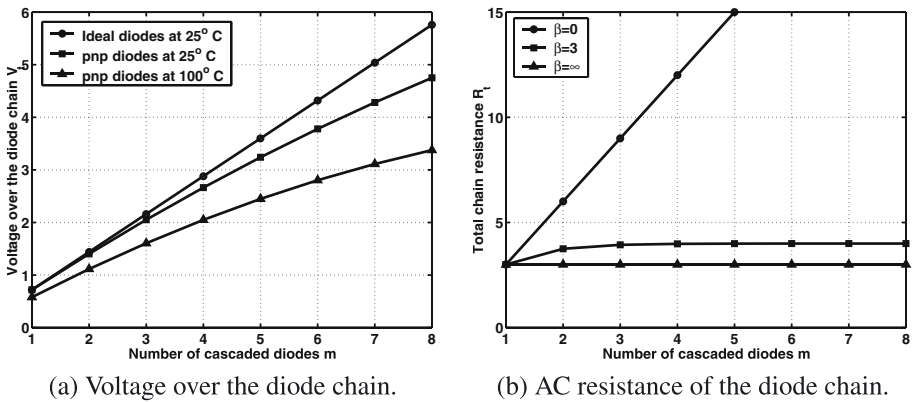 6
5
4
3
2
1
0
1 2 3 4 5 6 7 8
Voltage over the diode chain V
Number of cascaded diodes m
Ideal diodes at 25° C
pnp diodes at 25° C
pnp diodes at 100° C
(a) Voltage over the diode chain.
15
10
5
0
1 2 3 4 5 6 7 8
Total chain resistance Rt
Number of cascaded diodes m
β=0
β=3
β=∞
(b) AC resistance of the diode chain.